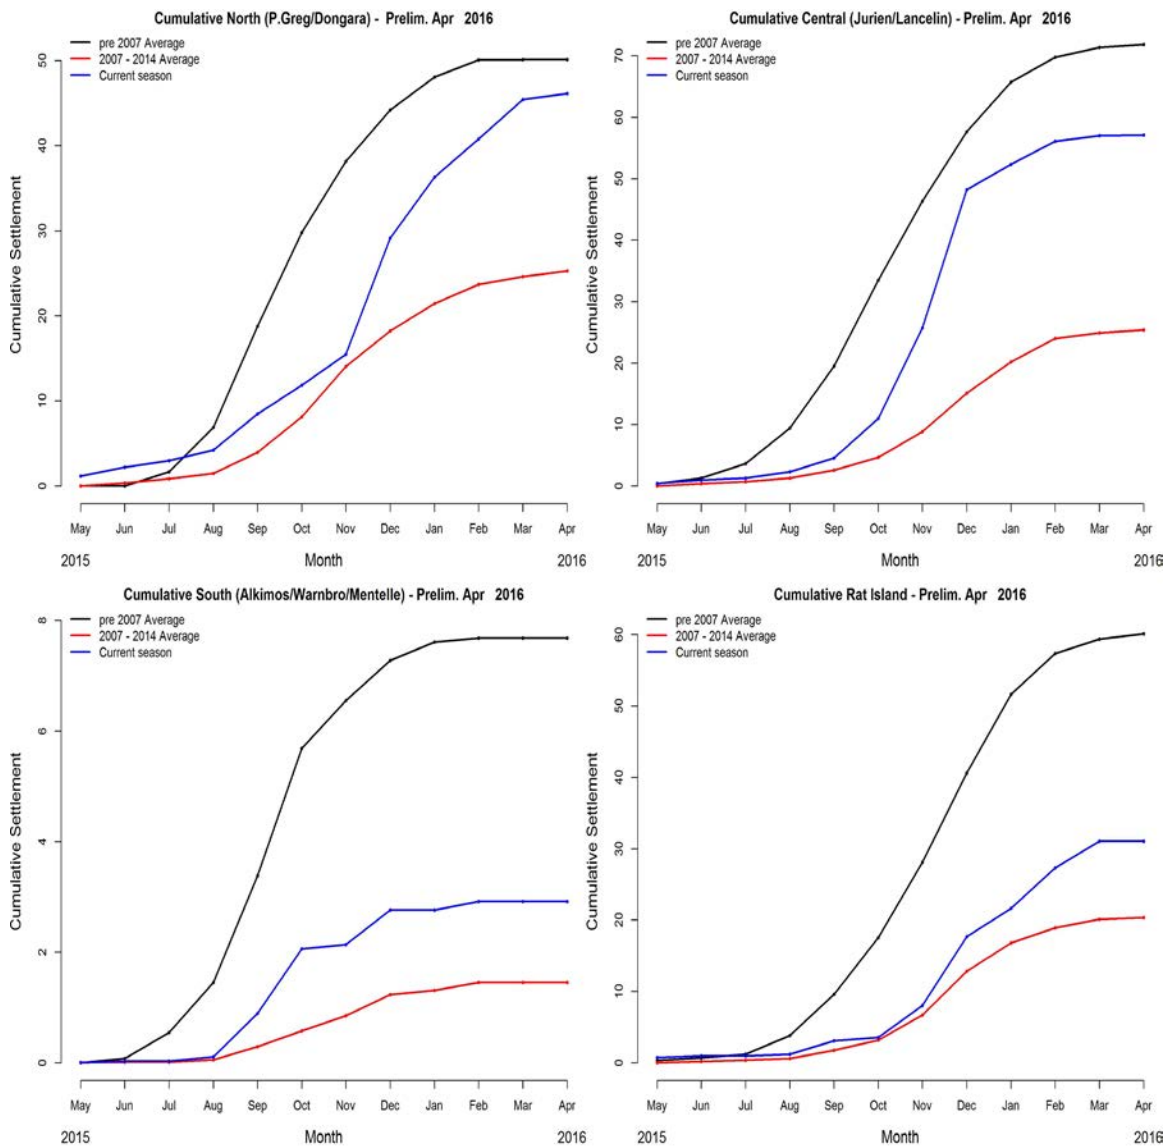 Cumulative North (P.Greg/Dongara) - Prelim. Apr 2016
pre 2007 Average
2007 - 2014 Average
Current season
Cumulative Settlement
50
40
30
20
10
0
May Jun Jul Aug Sep Oct Nov Dec Jan Feb Mar Apr
2015 Month 2016
Cumulative Central (Jurien/Lancelin) - Prelim. Apr 2016
pre 2007 Average
2007 - 2014 Average
Current season
Cumulative Settlement
70
60
50
40
30
20
10
0
May Jun Jul Aug Sep Oct Nov Dec Jan Feb Mar Apr
2015 Month 2016
Cumulative South (Alkimos/Warnbro/Mentelle) - Prelim. Apr 2016
pre 2007 Average
2007 - 2014 Average
Current season
Cumulative Settlement
8
6
4
2
0
May Jun Jul Aug Sep Oct Nov Dec Jan Feb Mar Apr
2015 Month 2016
Cumulative Rat Island - Prelim. Apr 2016
pre 2007 Average
2007 - 2014 Average
Current season
Cumulative Settlement
60
50
40
30
20
10
0
May Jun Jul Aug Sep Oct Nov Dec Jan Feb Mar Apr
2015 Month 2016